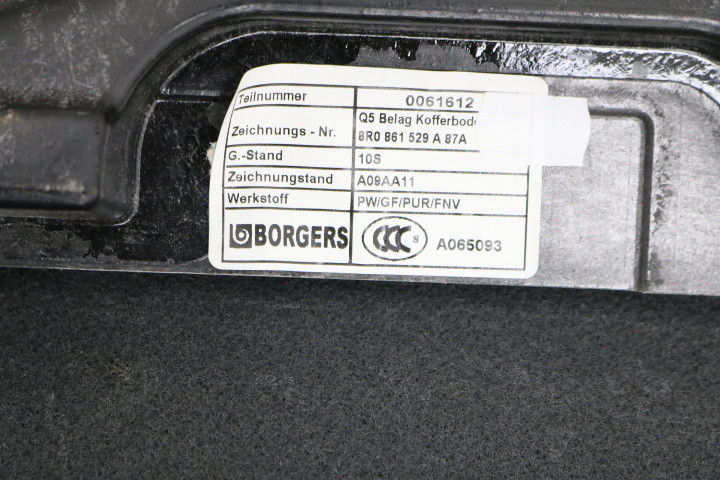 Teilnummer 0061612
Q5 Belag Kofferbode
Zeichnungs - Nr. 8R0 861 529 A 87A
G.-Stand 10S
Zeichnungstand A09AA11
Werkstoff PW/GF/PUR/FNV
BORGERS CCC S A065093